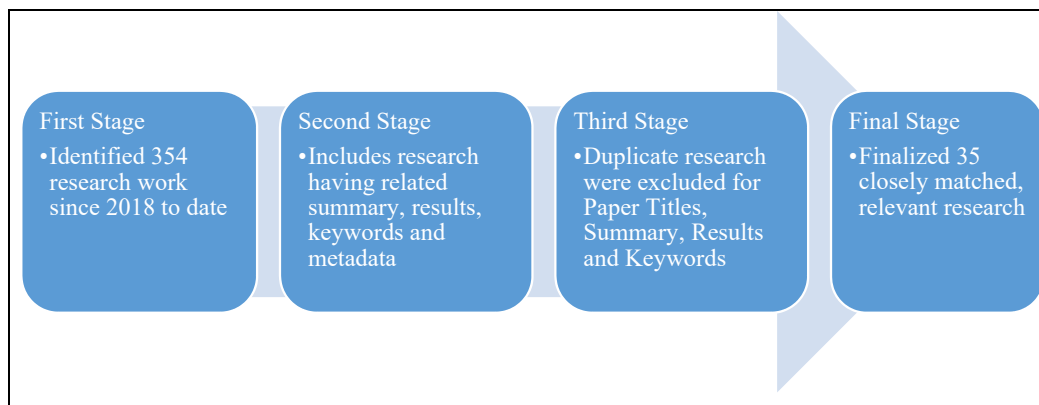 First Stage
•Identified 354
research work
since 2018 to date
Second Stage
•Includes research
having related
summary, results,
keywords and
metadata
Third Stage
•Duplicate research
were excluded for
Paper Titles,
Summary, Results
and Keywords
Final Stage
•Finalized 35
closely matched,
relevant research